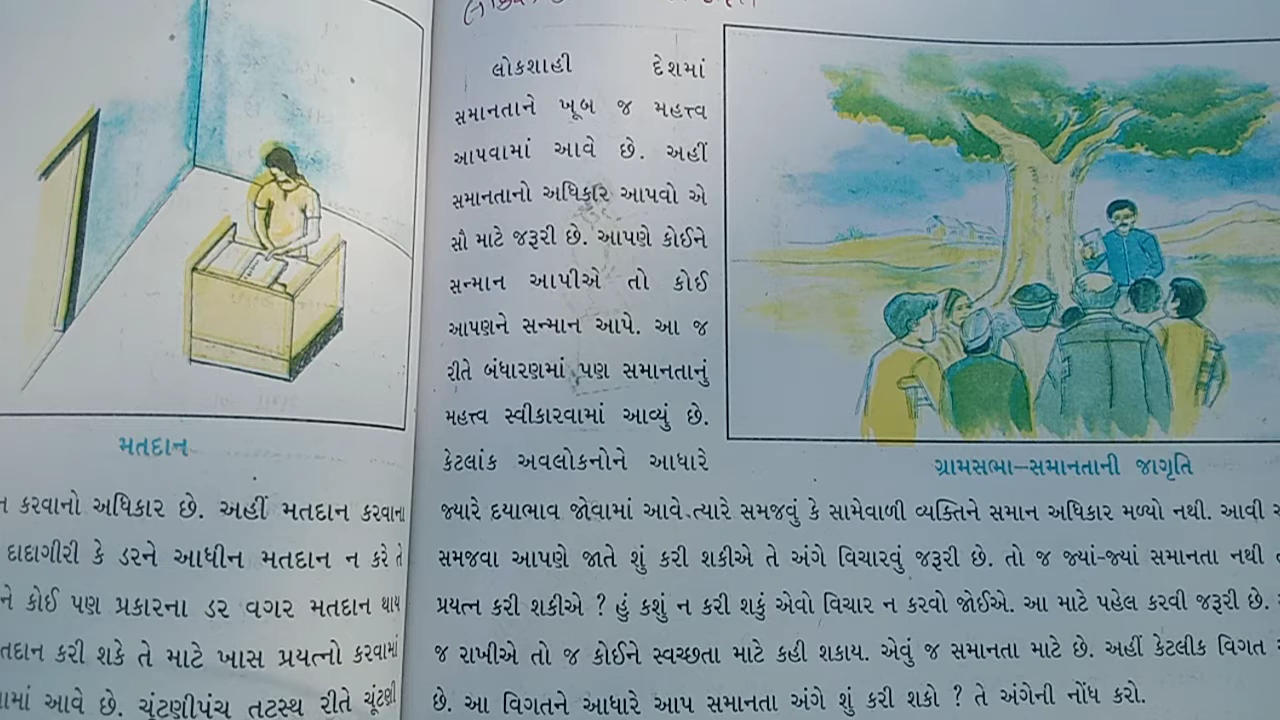 મતદાન
ન કરવાનો અધિકાર છે. અહીં મતદાન કરવાના
દાદાગીરી કે ડરને આધીન મતદાન ન કરે તે
ને કોઈ પણ પ્રકારના ડર વગર મતદાન થાય
તદાન કરી શકે તે માટે ખાસ પ્રયત્નો કરવામાં
ામાં આવે છે. ચૂંટણીપંચ તટસ્થ રીતે ચૂંટણી
લોકશાહી દેશમાં
સમાનતાને ખૂબ જ મહત્ત્વ
આપવામાં આવે છે. અહીં
સમાનતાનો અધિકાર આપવો એ
સૌ માટે જરૂરી છે. આપણે કોઈને
સન્માન આપીએ તો કોઈ
આપણને સન્માન આપે. આ જ
રીતે બંધારણમાં પણ સમાનતાનું
મહત્ત્વ સ્વીકારવામાં આવ્યું છે.
કેટલાંક અવલોકનોને આધારે
ગ્રામસભા–સમાનતાની જાગૃતિ
જ્યારે દયાભાવ જોવામાં આવે ત્યારે સમજવું કે સામેવાળી વ્યક્તિને સમાન અધિકાર મળ્યો નથી. આવી
સમજવા આપણે જાતે શું કરી શકીએ તે અંગે વિચારવું જરૂરી છે. તો જ જ્યાં-જ્યાં સમાનતા નથી
પ્રયત્ન કરી શકીએ ? હું કશું ન કરી શકું એવો વિચાર ન કરવો જોઈએ. આ માટે પહેલ કરવી જરૂરી છે.
જ રાખીએ તો જ કોઈને સ્વચ્છતા માટે કહી શકાય. એવું જ સમાનતા માટે છે. અહીં કેટલીક વિગત
છે. આ વિગતને આધારે આપ સમાનતા અંગે શું કરી શકો ? તે અંગેની નોંધ કરો.